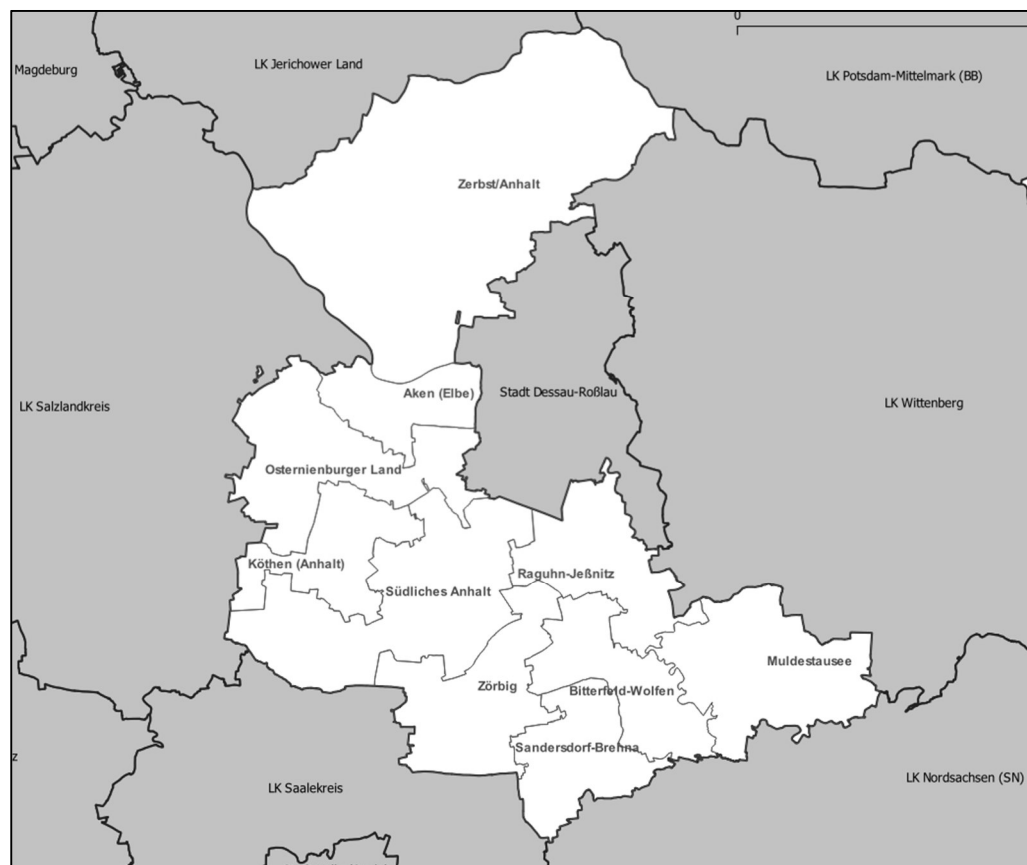 0
LK Jerichower Land
Magdeburg
LK Potsdam-Mittelmark (BB)
Zerbst/Anhalt
Aken (Elbe)
Stadt Dessau-Roßlau
LK Salzlandkreis
LK Wittenberg
Osternienburger Land
Köthen (Anhalt)
Raguhn-Jeßnitz
Südliches Anhalt
Muldestausee
Zörbig
Bitterfeld-Wolfen
Sandersdorf-Brehna
z
LK Saalekreis
LK Nordsachsen (SN)